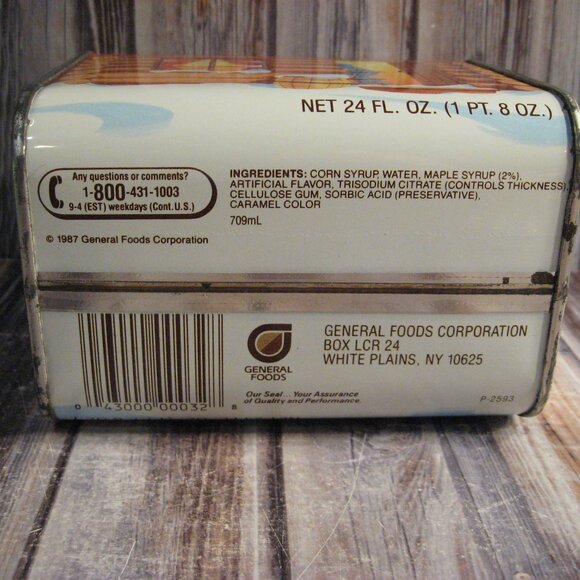 NET 24 FL. OZ. (1 PT. 8 OZ.)
Any questions or comments?
1-800-431-1003
9-4 (EST) weekdays (Cont. U.S.)
INGREDIENTS: CORN SYRUP, WATER, MAPLE SYRUP (2%),
ARTIFICIAL FLAVOR, TRISODIUM CITRATE (CONTROLS THICKNESS),
CELLULOSE GUM, SORBIC ACID (PRESERVATIVE),
CARAMEL COLOR
709mL
© 1987 General Foods Corporation
0 43000 00032 8
GENERAL
FOODS
Our Seal... Your Assurance
of Quality and Performance.
GENERAL FOODS CORPORATION
BOX LCR 24
WHITE PLAINS, NY 10625
P-2593